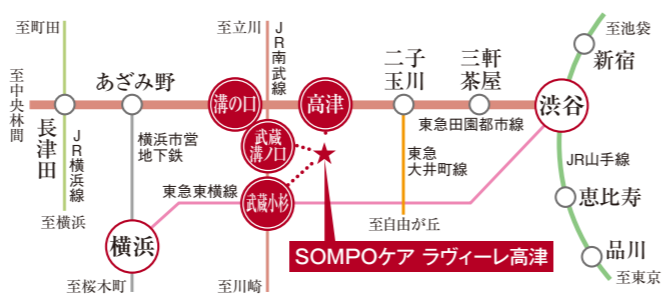 至町田
至立川
至池袋
JR南武線
二子
玉川
三軒
茶屋
新宿
至中央林間
あざみ野
溝の口
高津
渋谷
東急田園都市線
長津田
JR横浜線
横浜市営
地下鉄
武蔵
溝ノ口
東急
大井町線
JR山手線
東急東横線
武蔵小杉
恵比寿
至横浜
至自由が丘
横浜
品川
SOMPOケア ラヴィーレ高津
至桜木町
至川崎
至東京